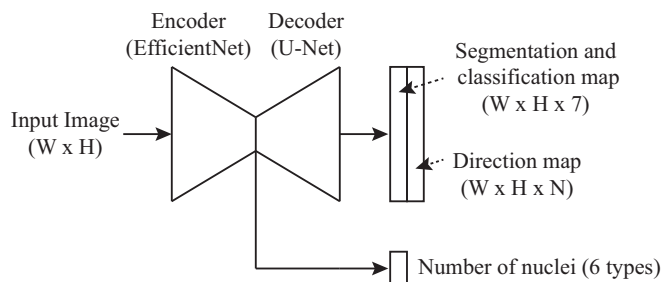 Encoder
(EfficientNet)
Decoder
(U-Net)
Input Image
(W x H)
Segmentation and
classification map
(W x H x 7)
Direction map
(W x H x N)
Number of nuclei (6 types)